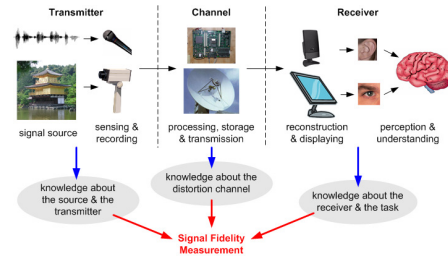 Transmitter
Channel
Receiver
signal source
sensing &
recording
processing, storage
& transmission
reconstruction
& displaying
perception &
understanding
knowledge about
the source & the
transmitter
knowledge about the
distortion channel
knowledge about the
receiver & the task
Signal Fidelity
Measurement